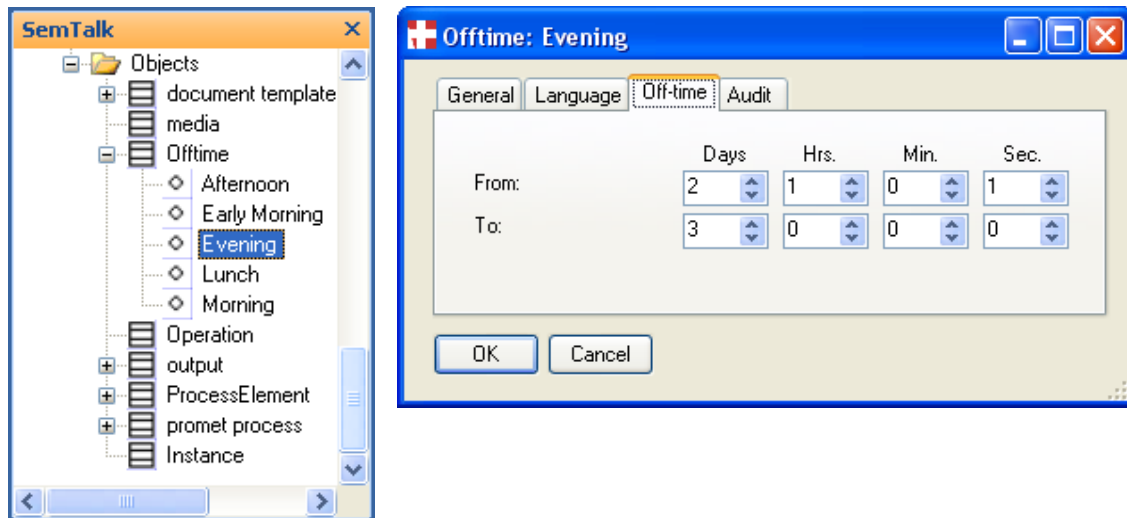 SemTalk
Objects
document template
media
Offtime
Afternoon
Early Morning
Evening
Lunch
Morning
Operation
output
ProcessElement
promet process
Instance
Offtime: Evening
General Language Off-time Audit
Days Hrs. Min. Sec.
From: 2 1 0 1
To: 3 0 0 0
OK Cancel